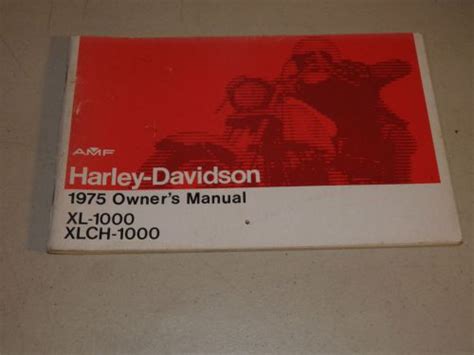 AMF
Harley-Davidson
1975 Owner's Manual
XL-1000
XLCH-1000